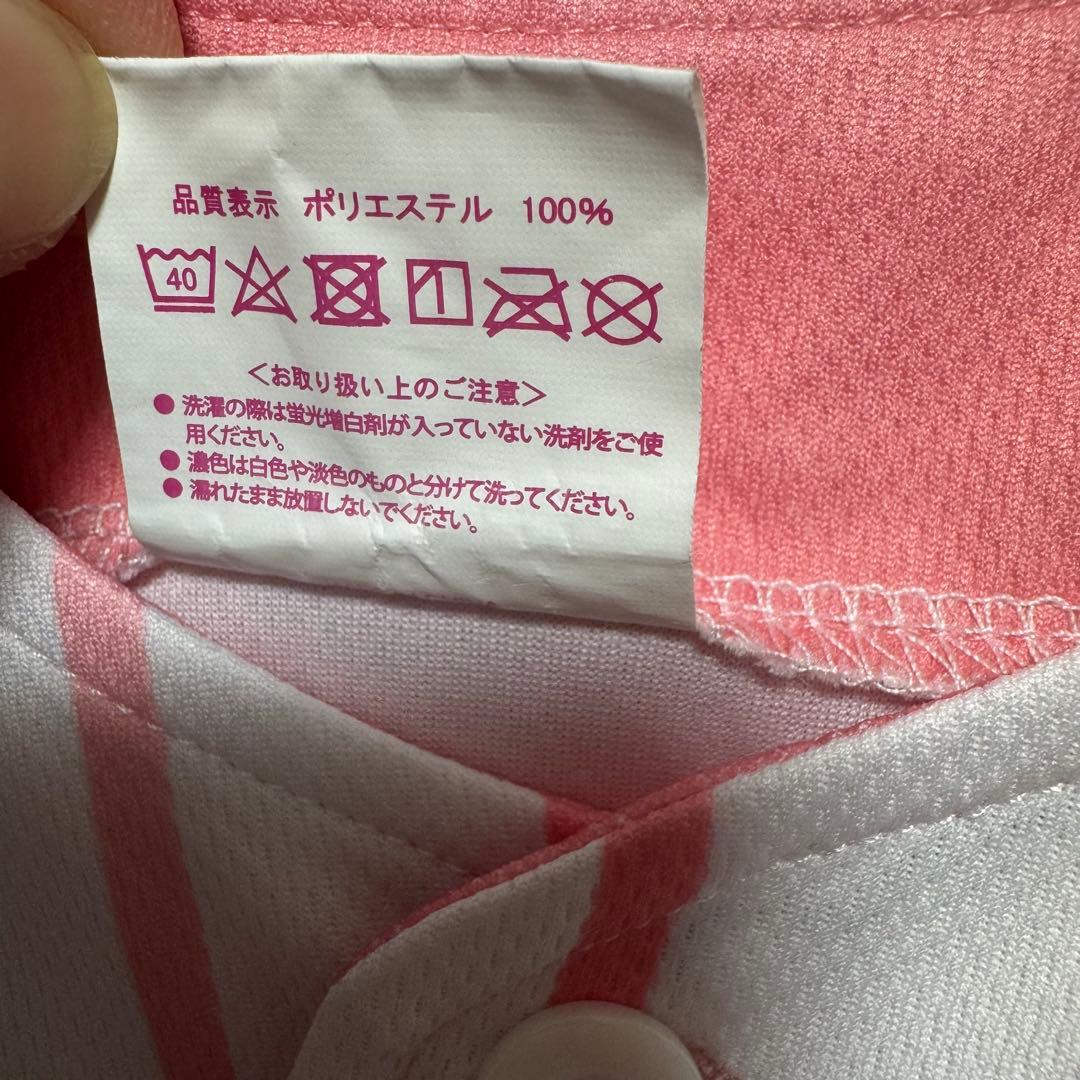 品質表示 ポリエステル 100%
40
<お取り扱い上のご注意>
● 洗濯の際は蛍光増白剤が入っていない洗剤をご使
用ください。
● 濃色は白色や淡色のものと分けて洗ってください。
● 濡れたまま放置しないでください。